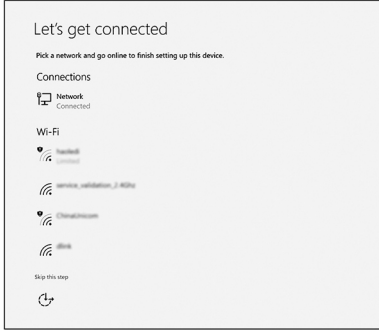 Let's get connected
Pick a network and go online to finish setting up this device.
Connections
Network
Connected
Wi-Fi
Limited
service_validation_2.4Ghz
ChinaUnicom
dlink
Skip this step